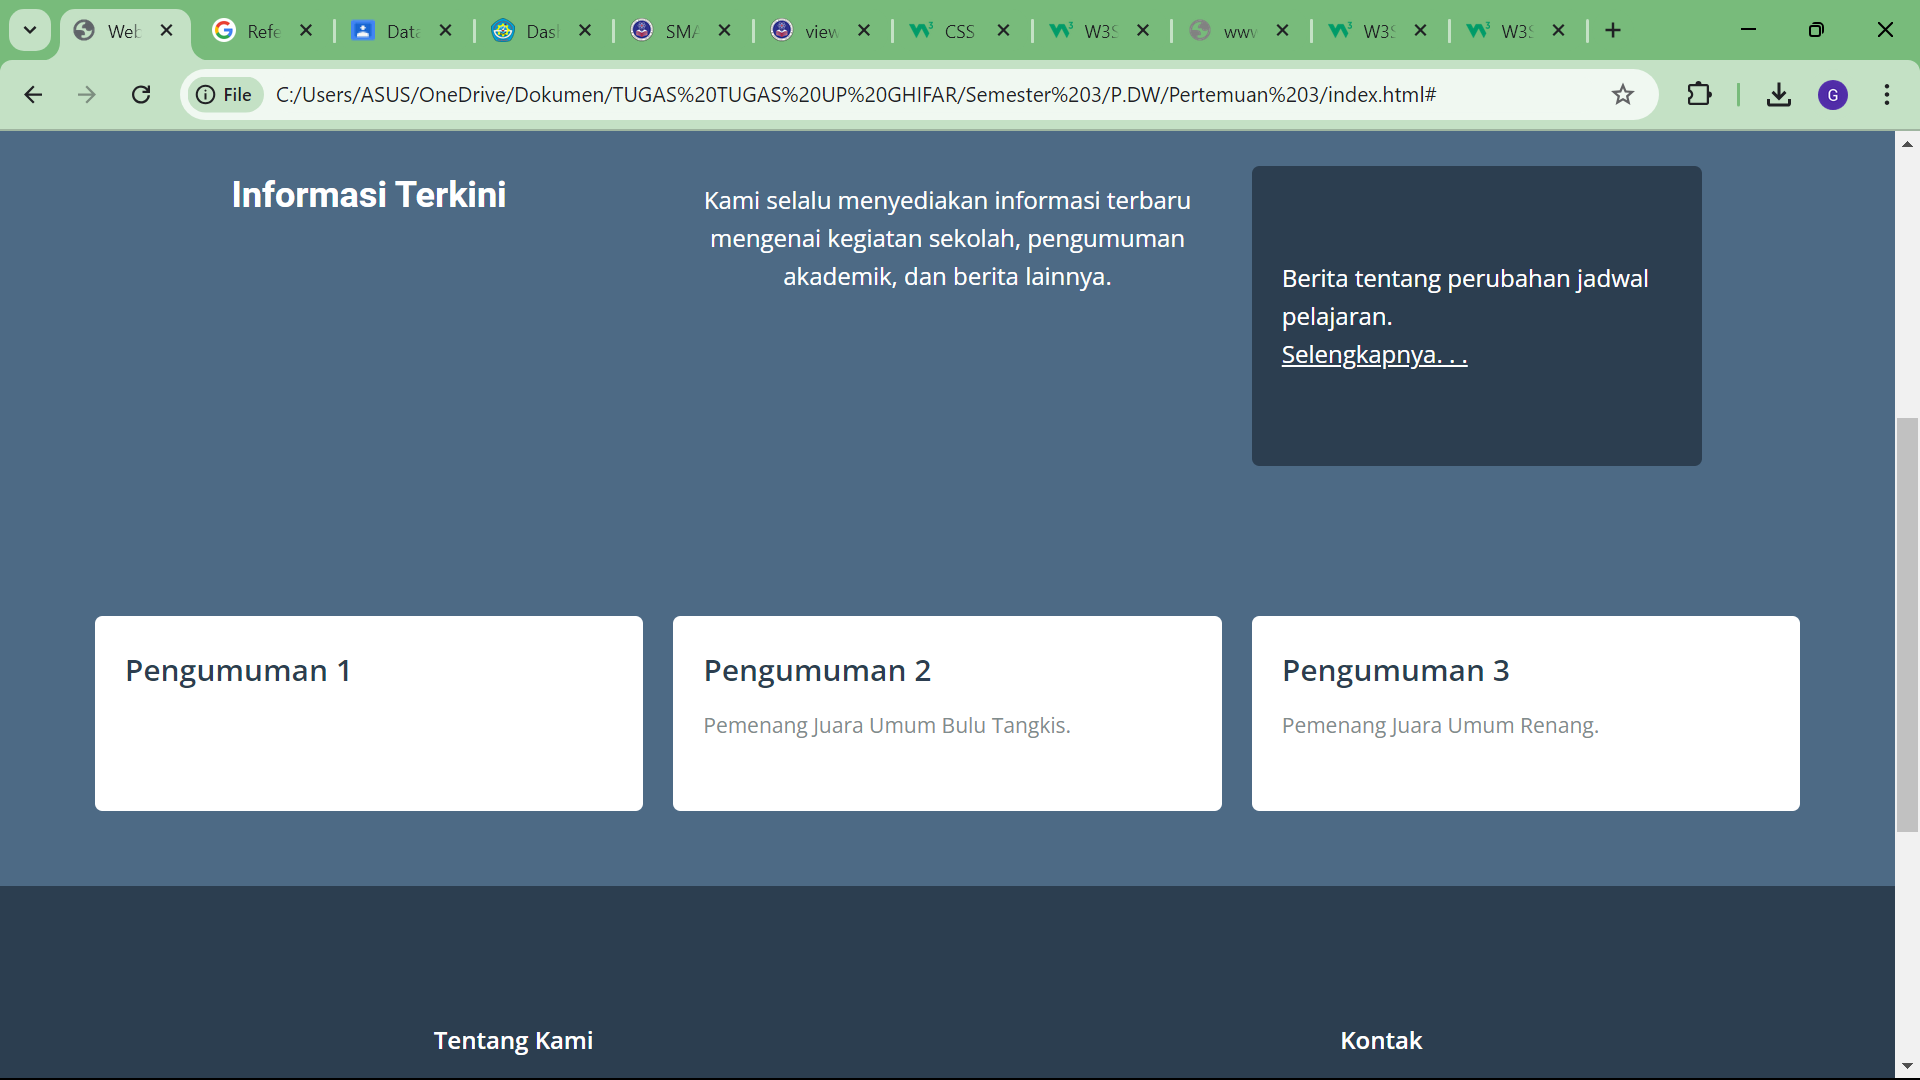 Web
Refe
Data
Das
SMA
view
CSS
W3S
www
W3S
W3S
File
C:/Users/ASUS/OneDrive/Dokumen/TUGAS%20TUGAS%20UP%20GHIFAR/Semester%203/P.DW/Pertemuan%203/index.html#
G
Informasi Terkini
Kami selalu menyediakan informasi terbaru
mengenai kegiatan sekolah, pengumuman
akademik, dan berita lainnya.
Berita tentang perubahan jadwal
pelajaran.
Selengkapnya. . .
Pengumuman 1
Pengumuman 2
Pemenang Juara Umum Bulu Tangkis.
Pengumuman 3
Pemenang Juara Umum Renang.
Tentang Kami
Kontak